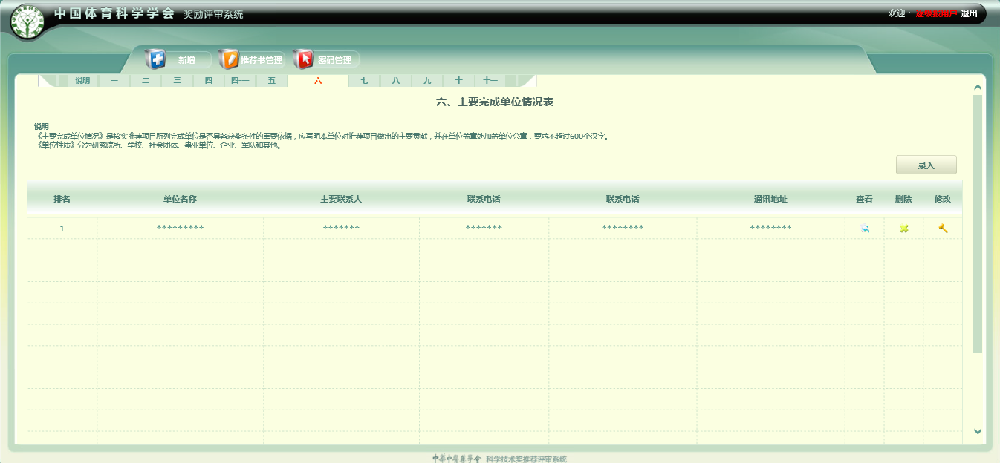 中国体育科学学会 奖励评审系统
欢迎： 逐级报用户 退出
新增 推荐书管理 密码管理
说明 一 二 三 四 四一 五 六 七 八 九 十 十一
六、主要完成单位情况表
说明
《主要完成单位情况》是核实推荐项目所列完成单位是否具备获奖条件的重要依据，应写明本单位对推荐项目做出的主要贡献，并在单位盖章处加盖单位公章，要求不超过600个汉字。
《单位性质》分为研究院所、学校、社会团体、事业单位、企业、军队和其他。
录入
排名 单位名称 主要联系人 联系电话 联系电话 通讯地址 查看 删除 修改
1 ********* ******* ******* ******** ********
中华中医药学会 科学技术奖推荐评审系统